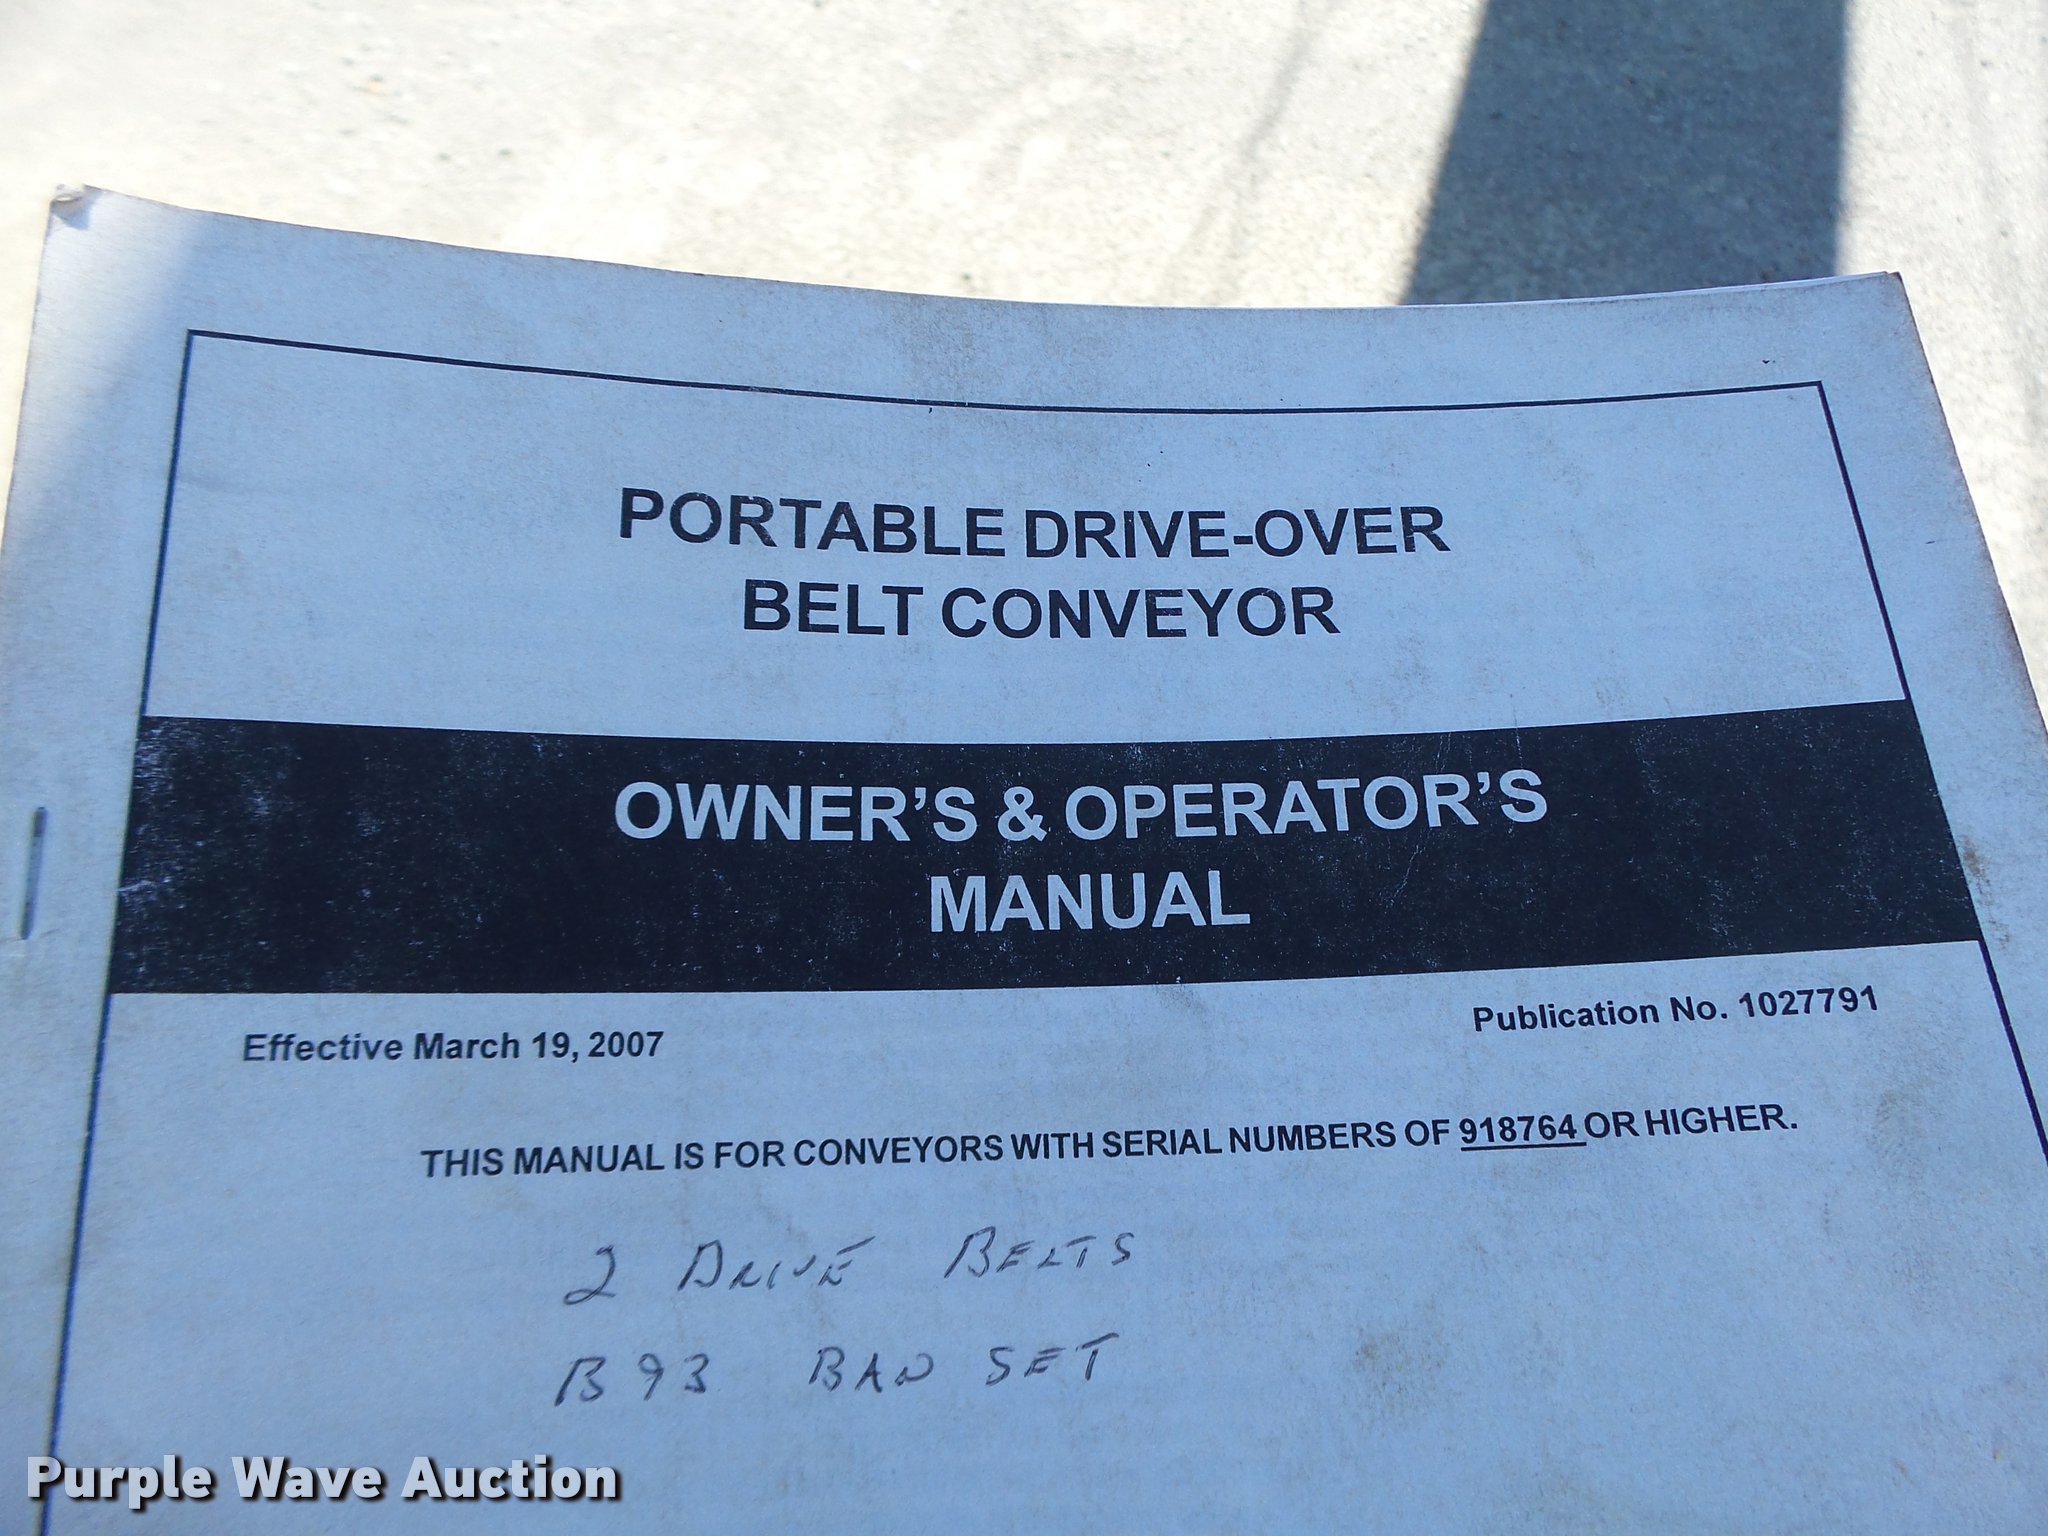 PORTABLE DRIVE-OVER
BELT CONVEYOR
OWNER'S & OPERATOR'S
MANUAL
Effective March 19, 2007
Publication No. 1027791
THIS MANUAL IS FOR CONVEYORS WITH SERIAL NUMBERS OF 918764 OR HIGHER.
2 DRIVE BELTS
B93 BAN SET
Purple Wave Auction